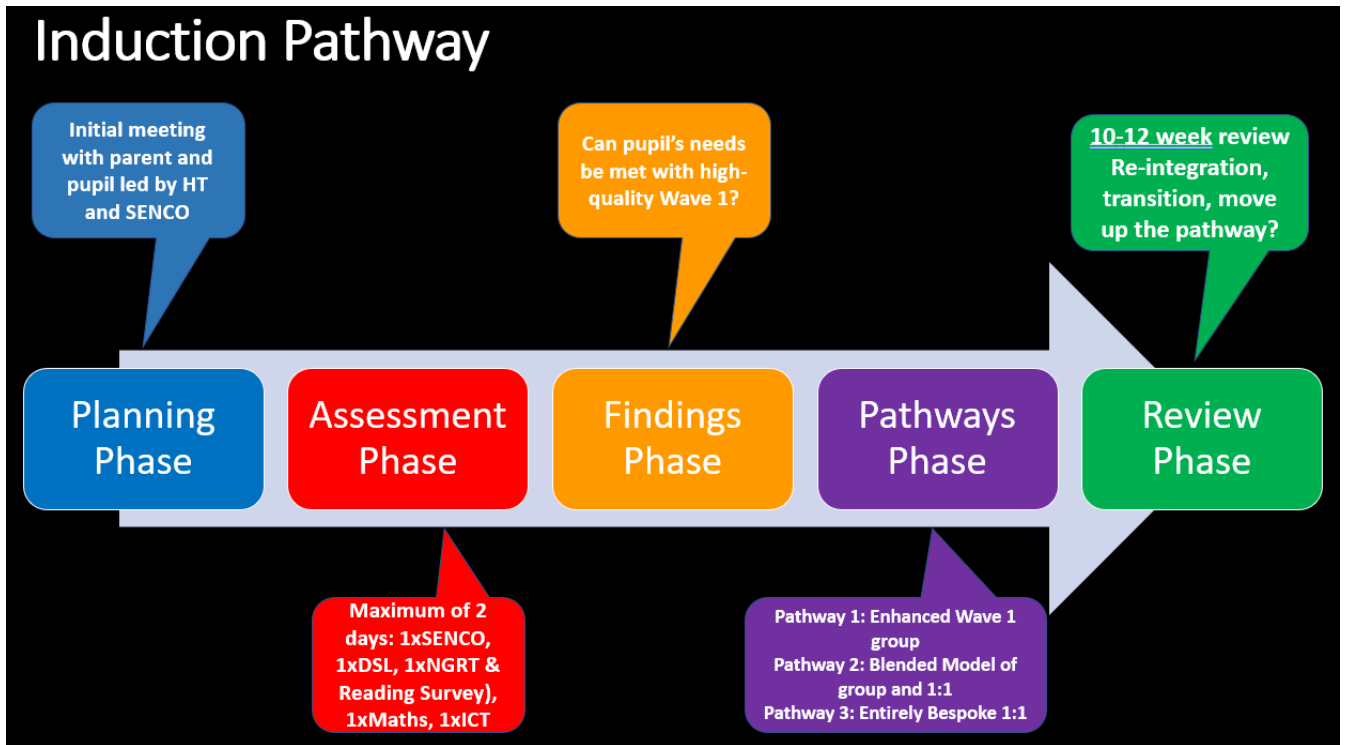 Induction Pathway
Initial meeting
with parent and
pupil led by HT
and SENCO
Can pupil's needs
be met with high-
quality Wave 1?
10-12 week review
Re-integration,
transition, move
up the pathway?
Planning
Phase
Assessment
Phase
Findings
Phase
Pathways
Phase
Review
Phase
Maximum of 2
days: 1xSENCO,
1xDSL, 1xNGRT &
Reading Survey),
1xMaths, 1xICT
Pathway 1: Enhanced Wave 1
group
Pathway 2: Blended Model of
group and 1:1
Pathway 3: Entirely Bespoke 1:1